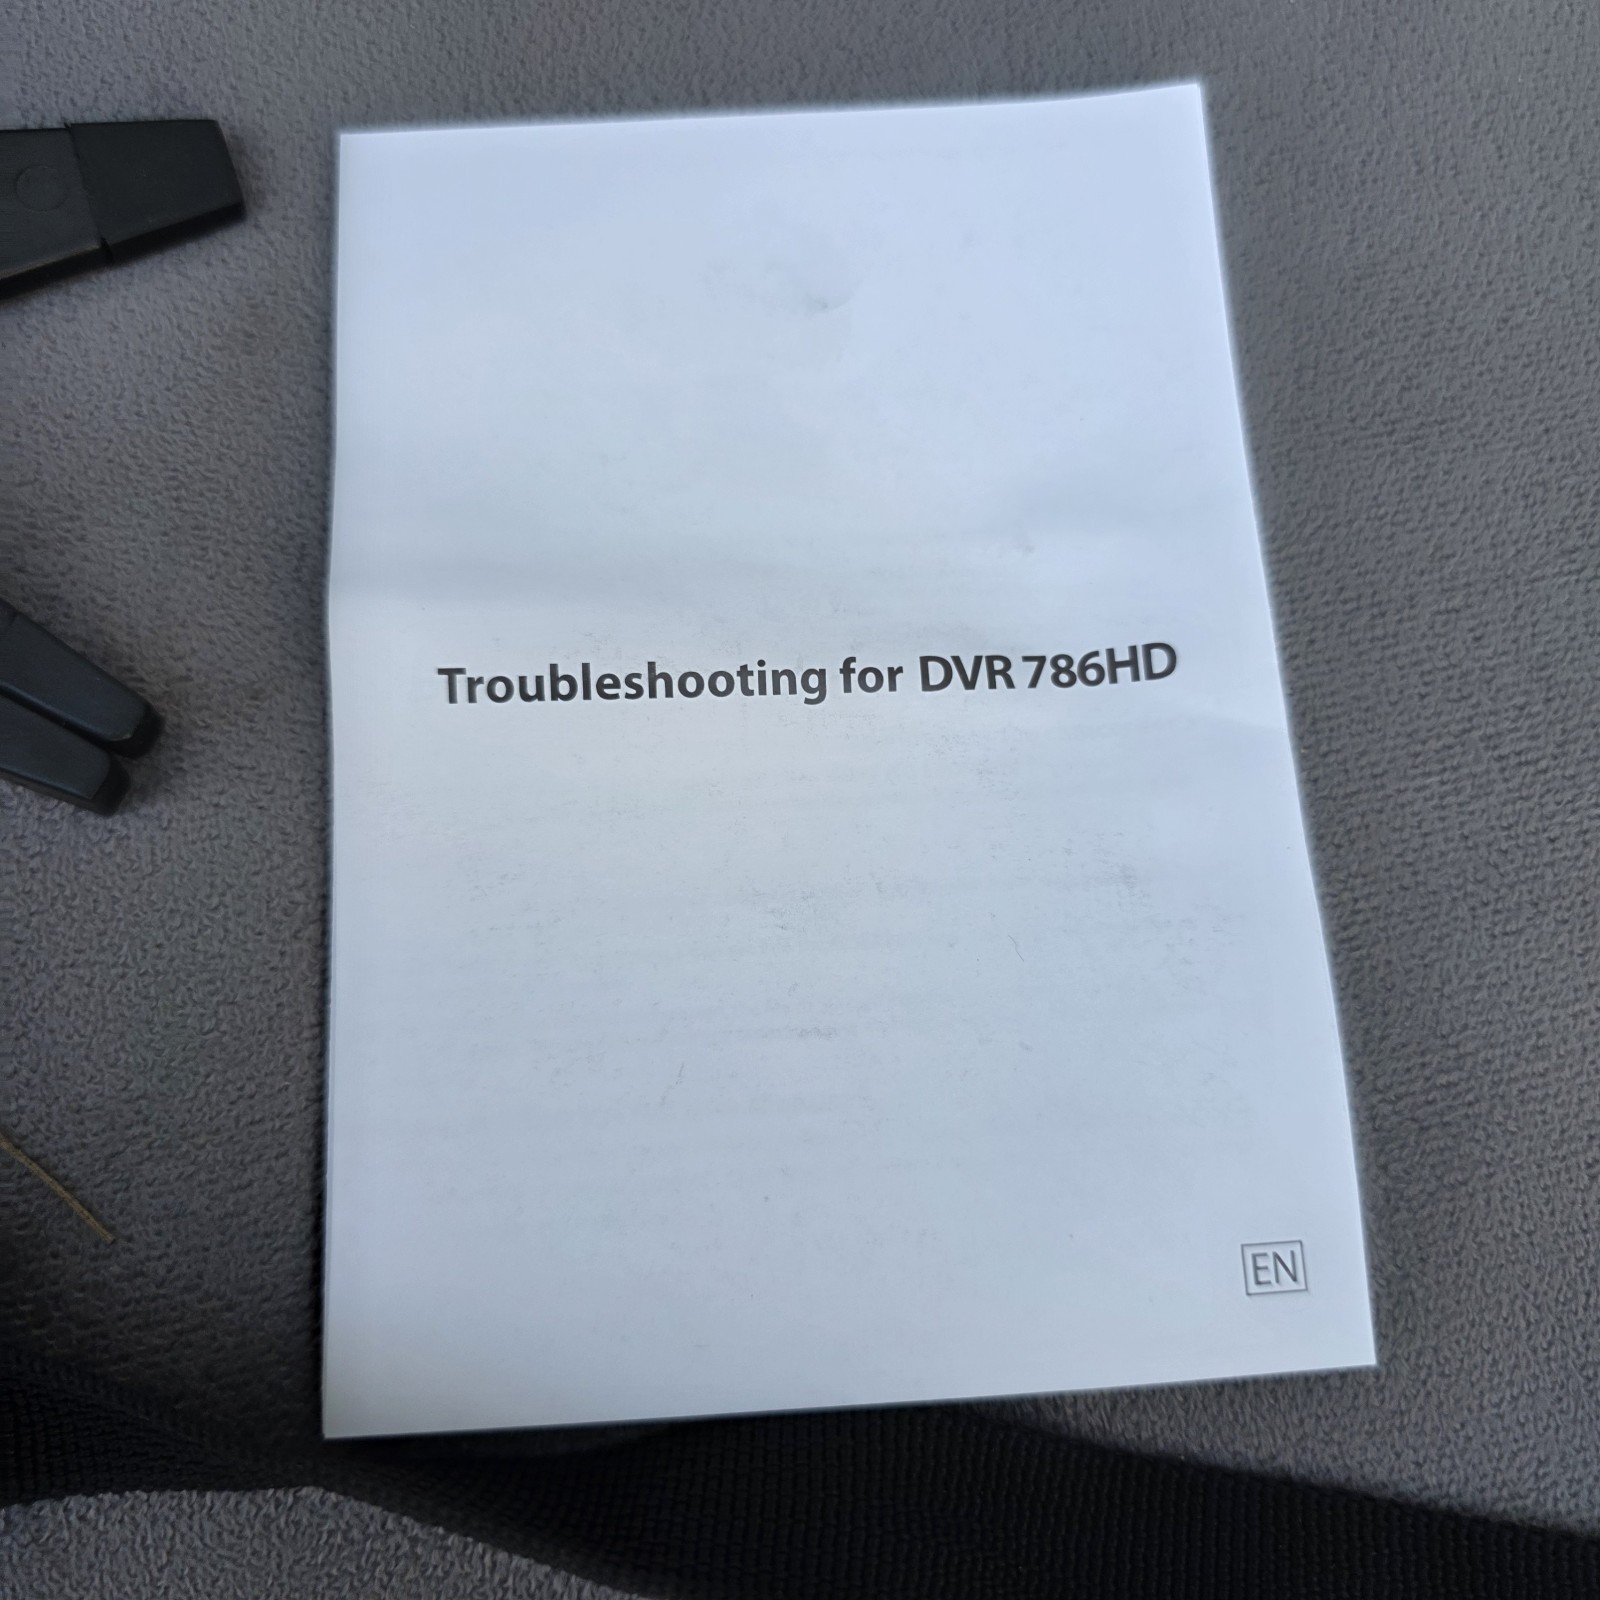 Troubleshooting for DVR 786HD
EN